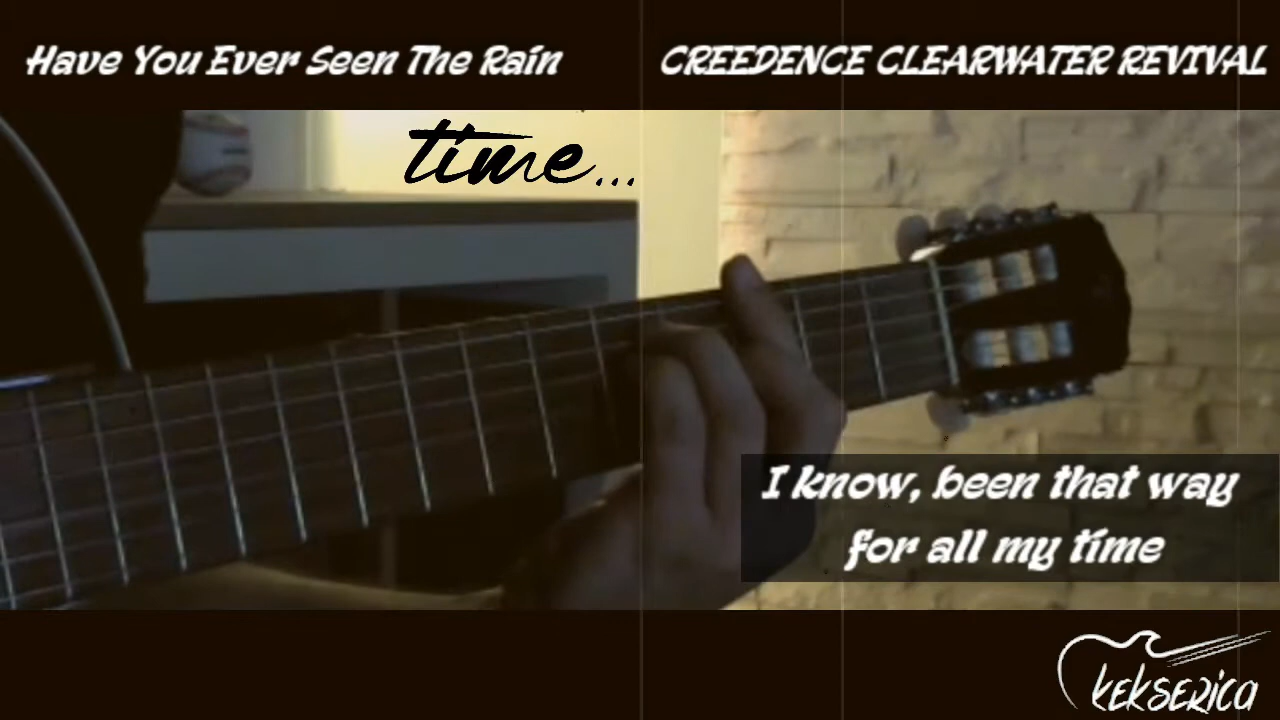 Have You Ever Seen The Rain
CREEDENCE CLEARWATER REVIVAL
time...
I know, been that way
for all my time
KEKSERICA